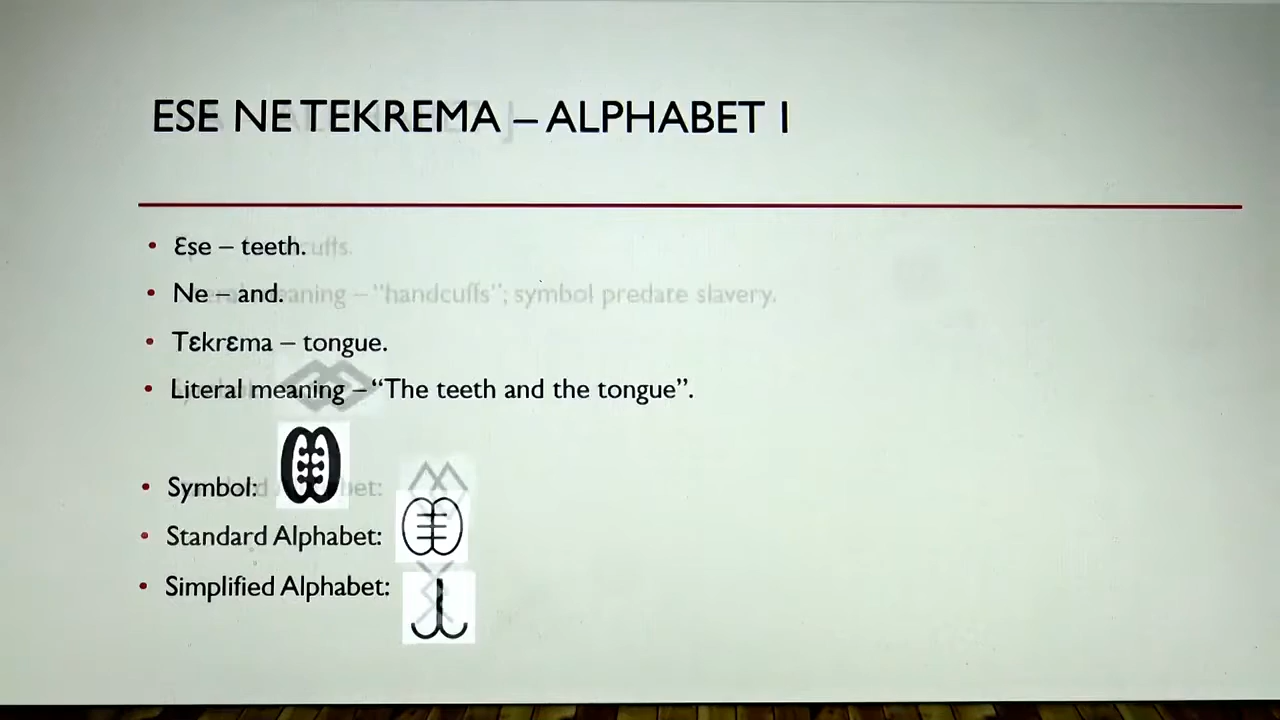 ESE NE TEKREMA – ALPHABET I
Ɛse – teeth.
Ne – and.
Tɛkrɛma – tongue.
Literal meaning – “The teeth and the tongue”.
Symbol:
Standard Alphabet:
Simplified Alphabet: